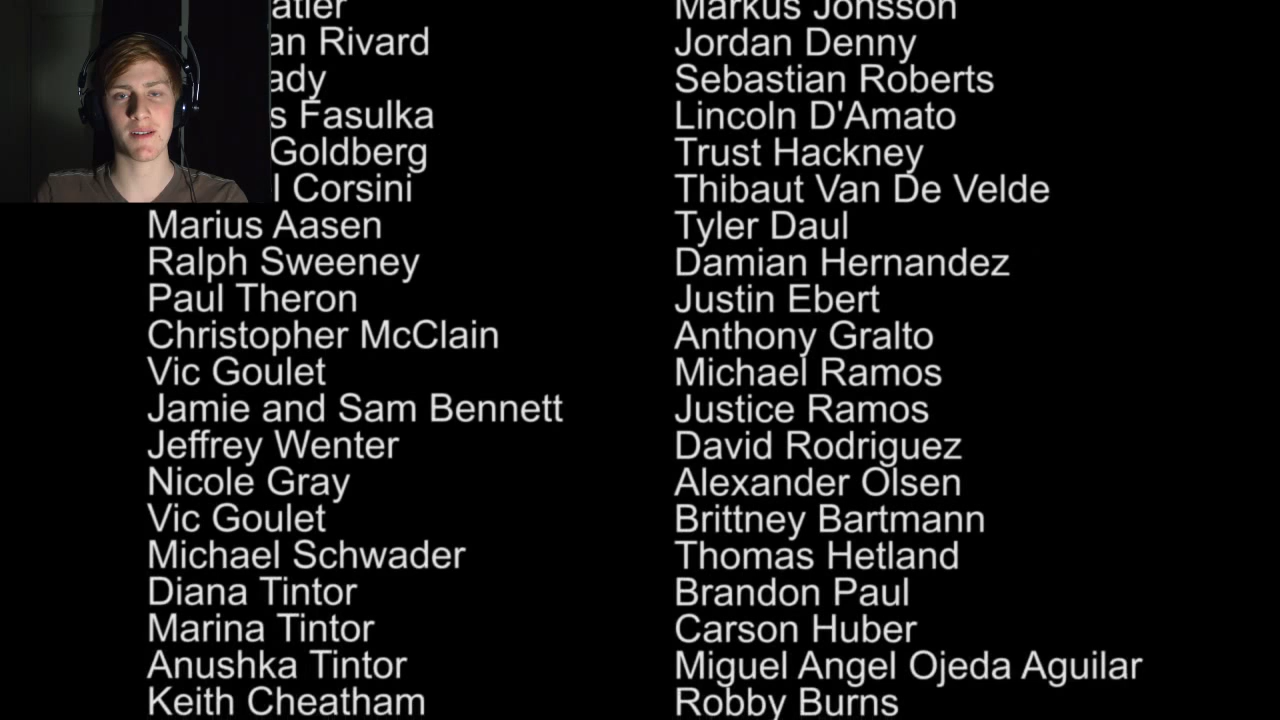 Rivard
Fasulka
Goldberg
Corsini
Marius Aasen
Ralph Sweeney
Paul Theron
Christopher McClain
Vic Goulet
Jamie and Sam Bennett
Jeffrey Wenter
Nicole Gray
Vic Goulet
Michael Schwader
Diana Tintor
Marina Tintor
Anushka Tintor
Keith Cheatham
Markus Jonsson
Jordan Denny
Sebastian Roberts
Lincoln D'Amato
Trust Hackney
Thibaut Van De Velde
Tyler Daul
Damian Hernandez
Justin Ebert
Anthony Gralto
Michael Ramos
Justice Ramos
David Rodriguez
Alexander Olsen
Brittney Bartmann
Thomas Hetland
Brandon Paul
Carson Huber
Miguel Angel Ojeda Aguilar
Robby Burns